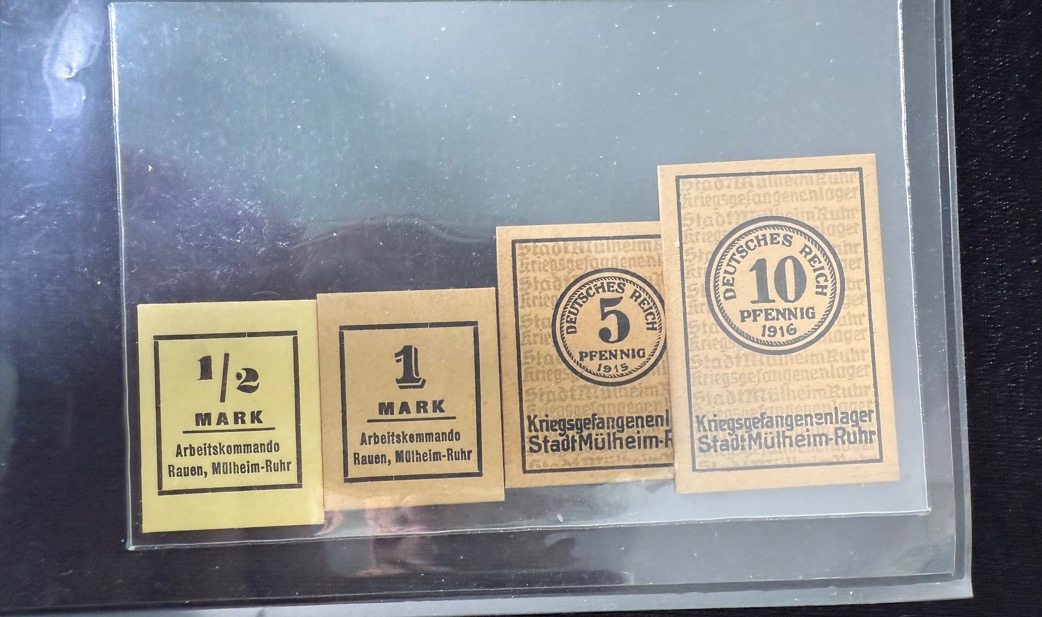 1/2
MARK
Arbeitskommando
Rauen, Mülheim-Ruhr
1
MARK
Arbeitskommando
Rauen, Mülheim-Ruhr
DEUTSCHES REICH
5
PFENNIG
1915
Kriegsgefangenenl
Stadt Mülheim-R
DEUTSCHES REICH
10
PFENNIG
1916
Kriegsgefangenenlager
Stadt Mülheim-Ruhr